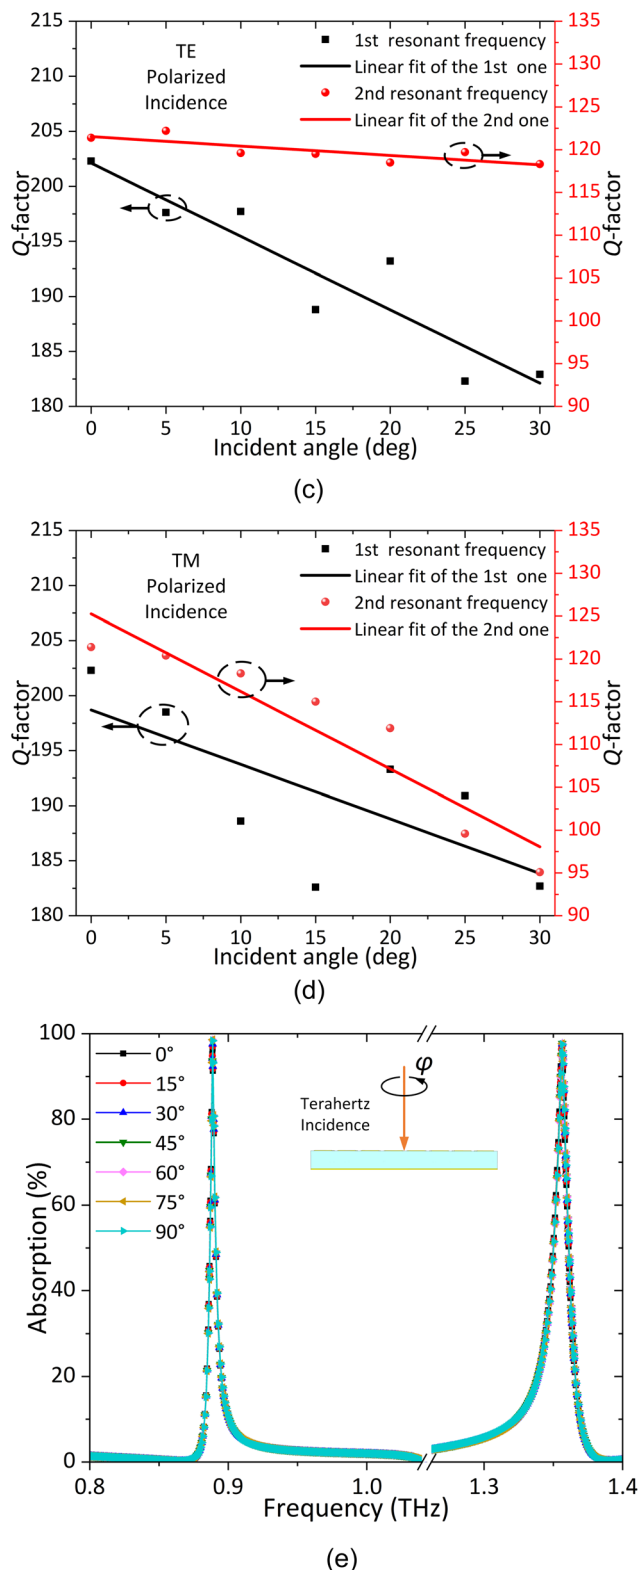 TE
Polarized
Incidence
1st resonant frequency
Linear fit of the 1st one
2nd resonant frequency
Linear fit of the 2nd one
215
210
205
200
195
190
185
180
Q-factor
125
120
115
110
105
100
95
90
Q-factor
0 5 10 15 20 25 30
Incident angle (deg)
(c)
TM
Polarized
Incidence
1st resonant frequency
Linear fit of the 1st one
2nd resonant frequency
Linear fit of the 2nd one
215
210
205
200
195
190
185
180
Q-factor
135
130
125
120
115
110
105
100
95
90
Q-factor
0 5 10 15 20 25 30
Incident angle (deg)
(d)
100
80
60
40
20
0
Absorption (%)
0°
15°
30°
45°
60°
75°
90°
φ
Terahertz
Incidence
0.8 0.9 1.0 1.3 1.4
Frequency (THz)
(e)